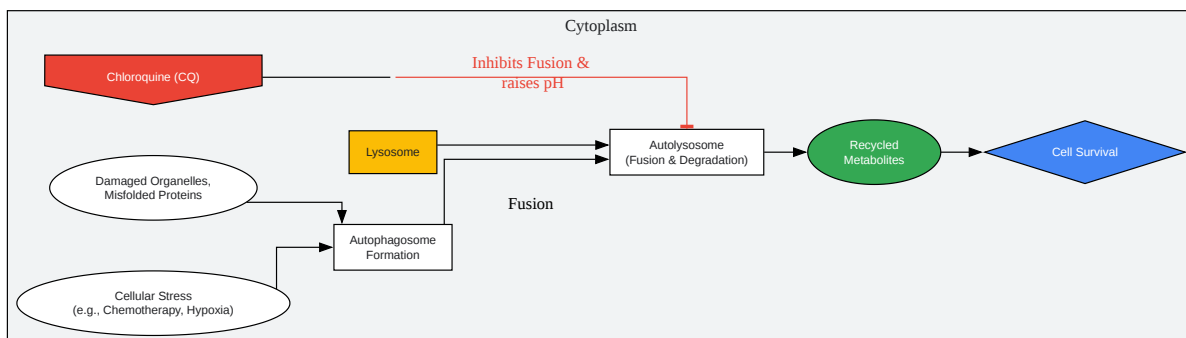 Cytoplasm
Chloroquine (CQ)
Inhibits Fusion &
raises pH
Lysosome
Autolysosome
(Fusion & Degradation)
Recycled
Metabolites
Cell Survival
Damaged Organelles,
Misfolded Proteins
Fusion
Autophagosome
Formation
Cellular Stress
(e.g., Chemotherapy, Hypoxia)